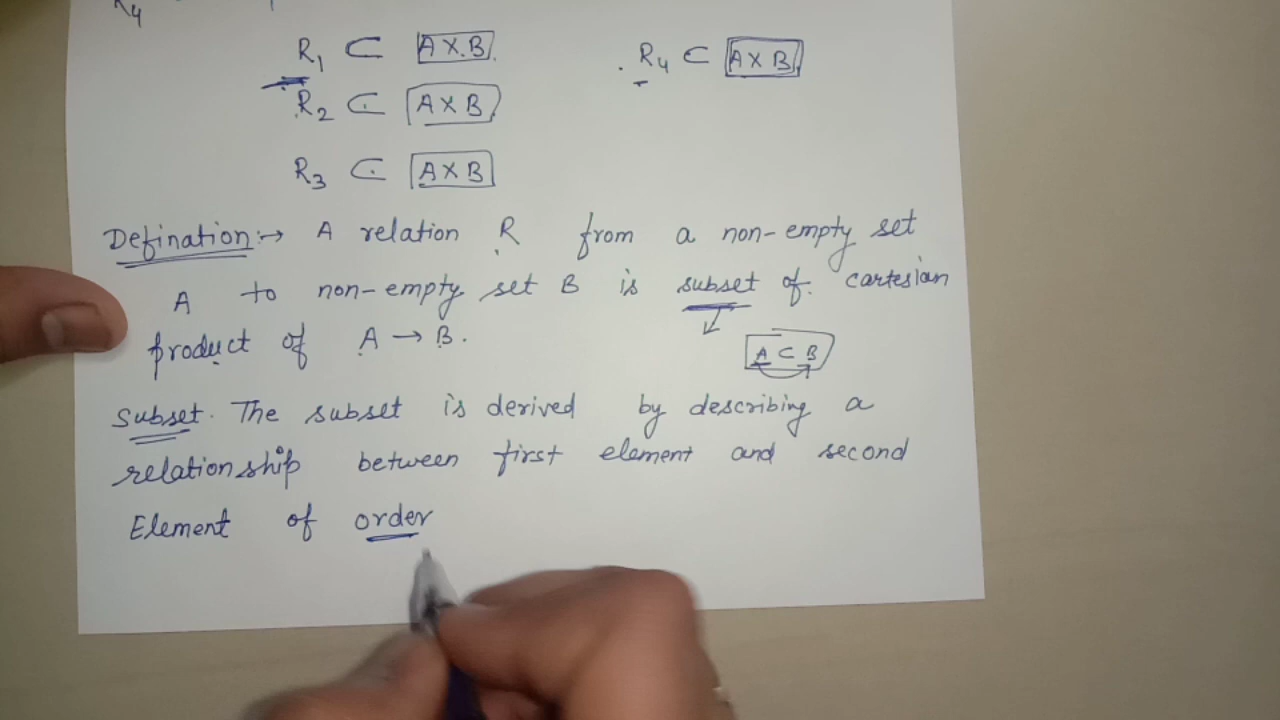 R4
R1 ⊂ A X B R4 ⊂ A X B
R2 ⊂ A X B
R3 ⊂ A X B
Defination:→ A relation R from a non-empty set
A to non-empty set B is subset of cartesian
product of A → B.
A ⊂ B
Subset. The subset is derived by describing a
relationship between first element and second
Element of order